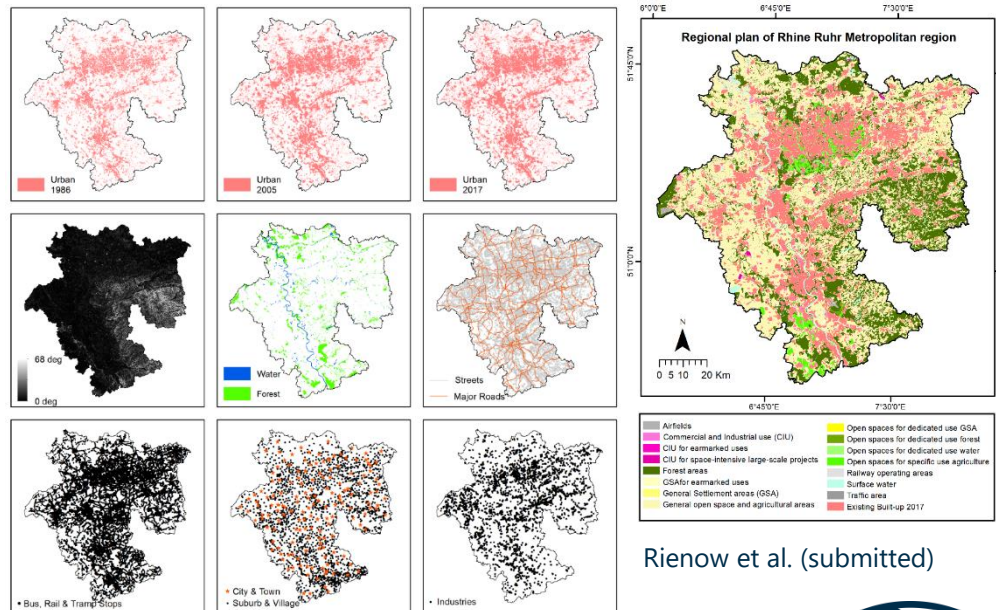 Urban
1986
Urban
2005
Urban
2017
68 deg
0 deg
Water
Forest
Streets
Major Roads
• Bus, Rail & Tramp Stops
City & Town
• Suburb & Village
• Industries
6°0'0"E
6°45'0"E
7°30'0"E
Regional plan of Rhine Ruhr Metropolitan region
51°45'0"N
51°0'0"N
N
0 5 10 20 Km
6°45'0"E
7°30'0"E
Airfields
Commercial and Industrial use (CIU)
CIU for earmarked uses
CIU for space-intensive large-scale projects
Forest areas
GSAfor earmarked uses
General Settlement areas (GSA)
General open space and agricultural areas
Open spaces for dedicated use GSA
Open spaces for dedicated use forest
Open spaces for dedicated use water
Open spaces for specific use agriculture
Railway operating areas
Surface water
Traffic area
Existing Built-up 2017
Rienow et al. (submitted)